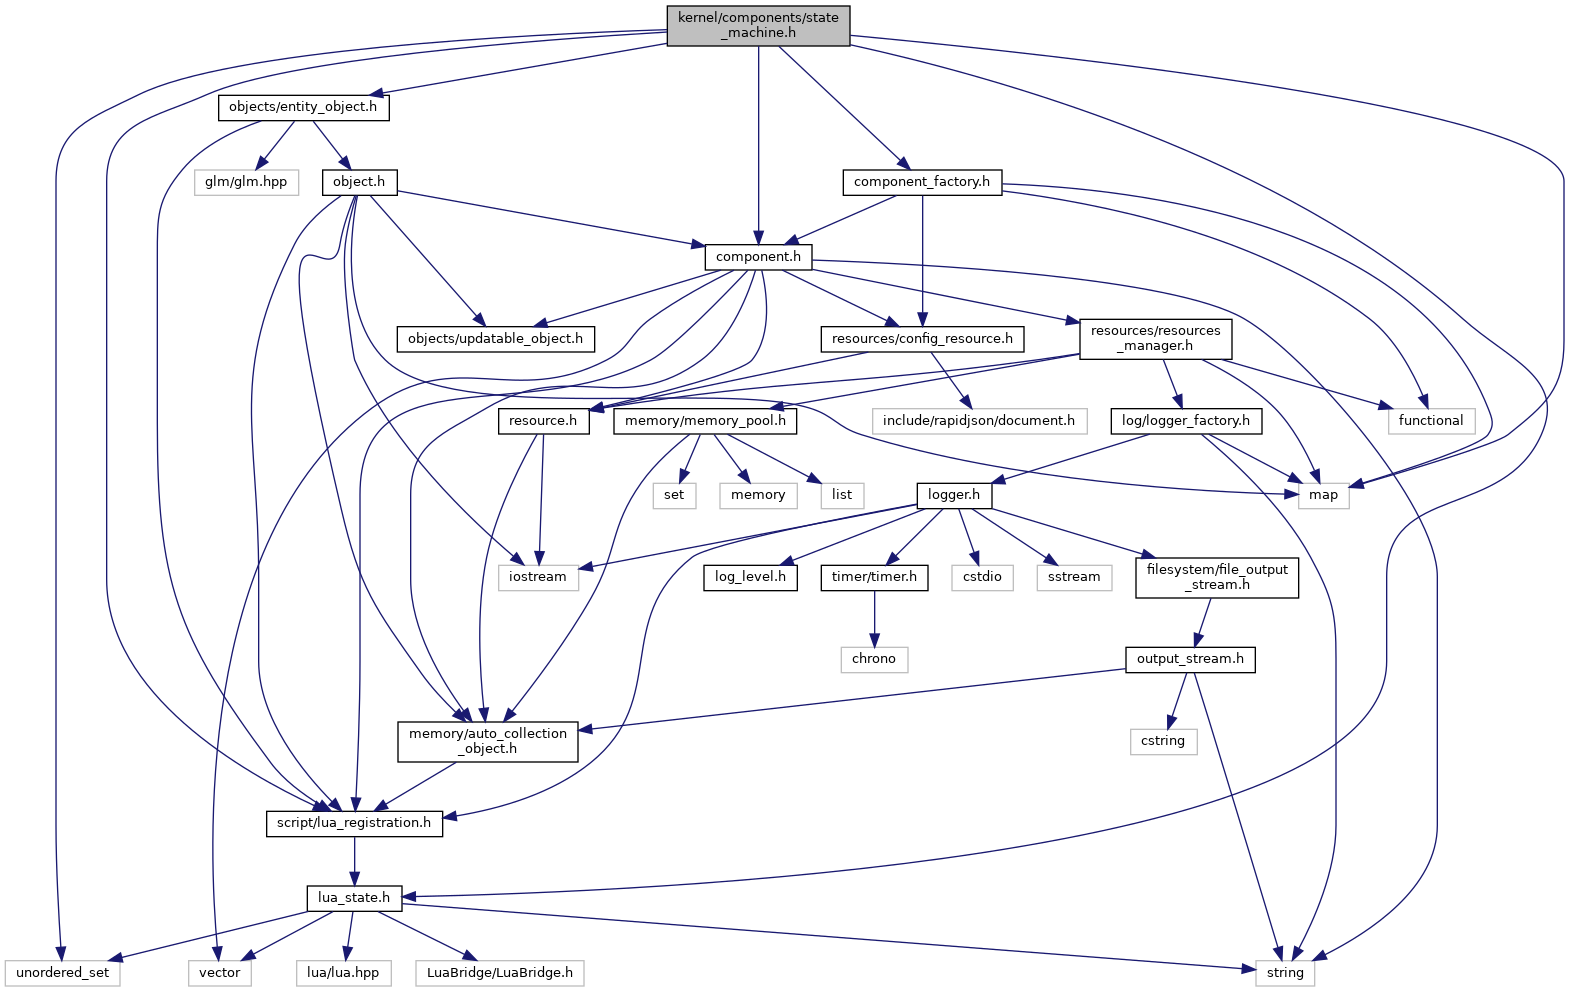 kernel/components/state
_machine.h
objects/entity_object.h
glm/glm.hpp
object.h
component_factory.h
component.h
objects/updatable_object.h
resources/config_resource.h
resources/resources
_manager.h
resource.h
memory/memory_pool.h
include/rapidjson/document.h
log/logger_factory.h
functional
set
memory
list
logger.h
map
iostream
log_level.h
timer/timer.h
cstdio
sstream
filesystem/file_output
_stream.h
chrono
output_stream.h
memory/auto_collection
_object.h
cstring
script/lua_registration.h
lua_state.h
unordered_set
vector
lua/lua.hpp
LuaBridge/LuaBridge.h
string